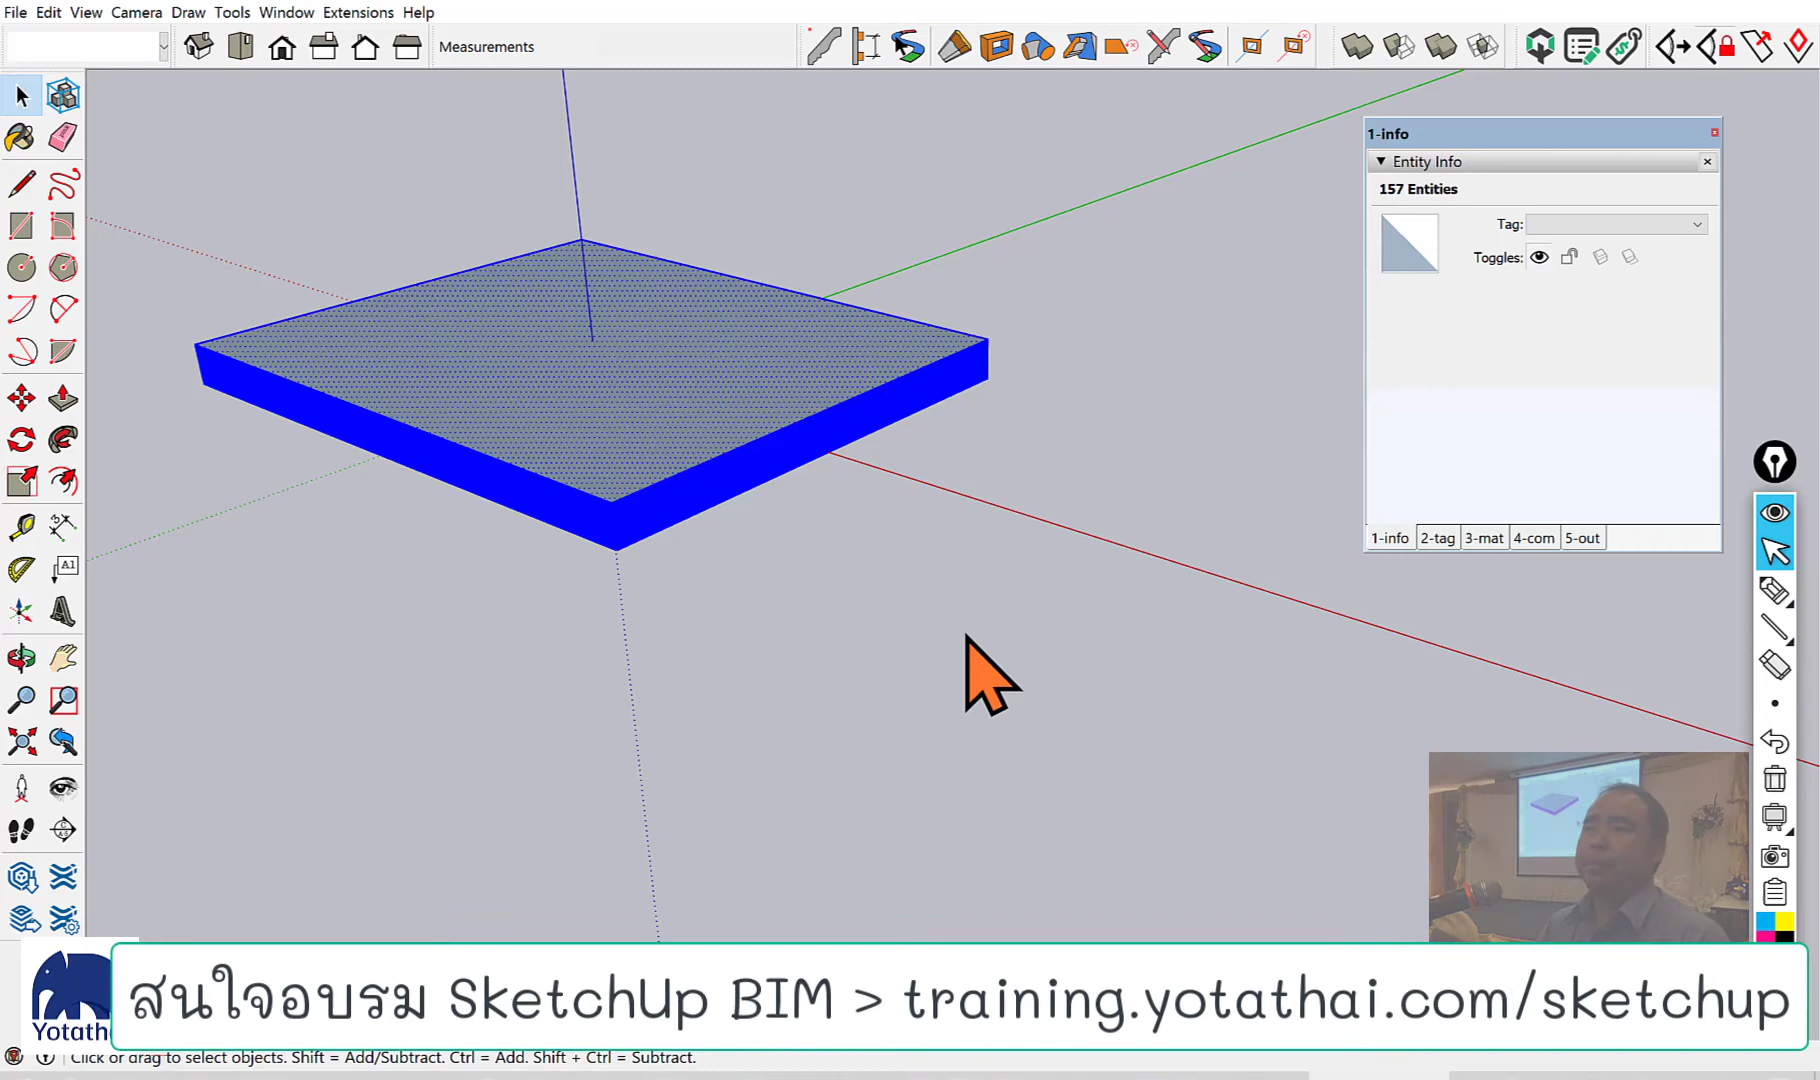 File Edit View Camera Draw Tools Window Extensions Help
Measurements
1-info
Entity Info
157 Entities
Tag:
Toggles:
1-info 2-tag 3-mat 4-com 5-out
A1
สนใจอบรม SketchUp BIM > training.yotathai.com/sketchup
Yotathai
Click or drag to select objects. Shift = Add/Subtract. Ctrl = Add. Shift + Ctrl = Subtract.